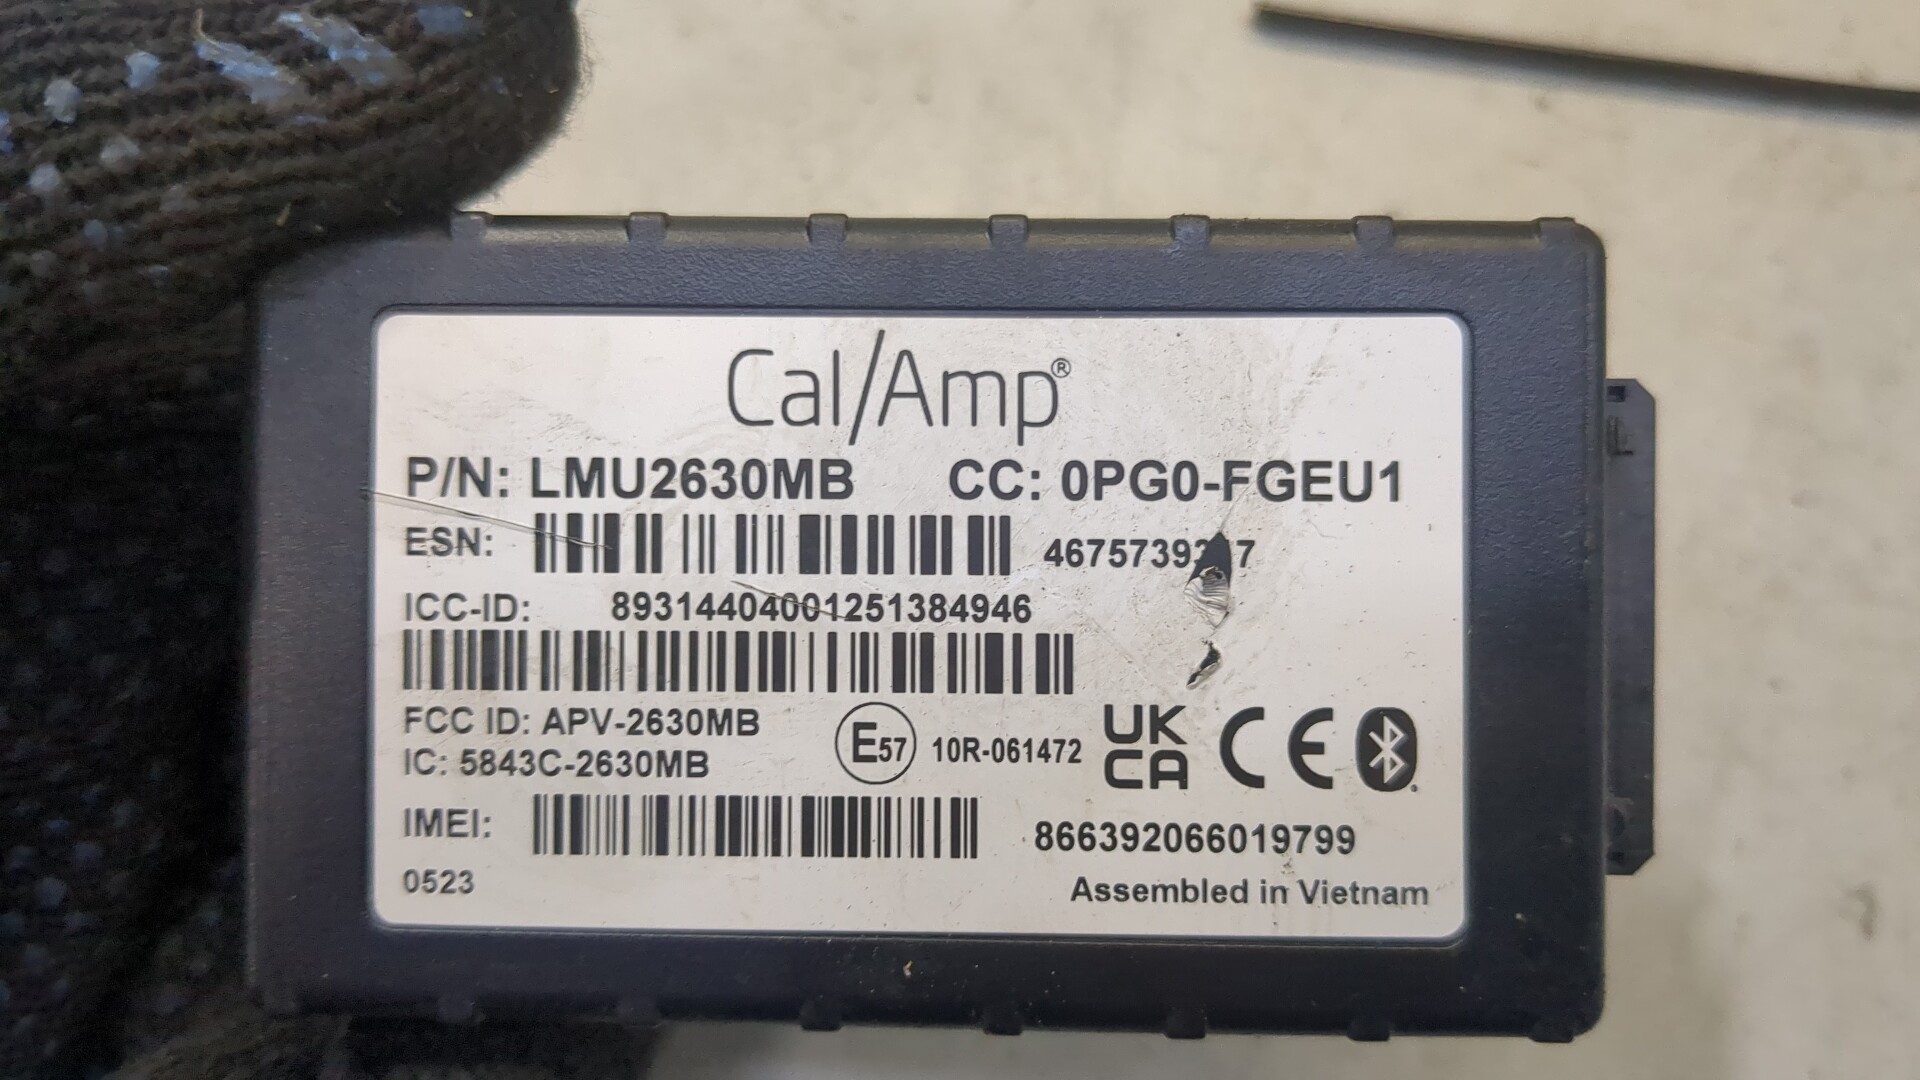 Cal/Amp®
P/N: LMU2630MB CC: 0PG0-FGEU1
ESN:
ICC-ID: 89314404001251384946
FCC ID: APV-2630MB
IC: 5843C-2630MB
E57 10R-061472 UK CA CE
IMEI: 866392066019799
0523 Assembled in Vietnam